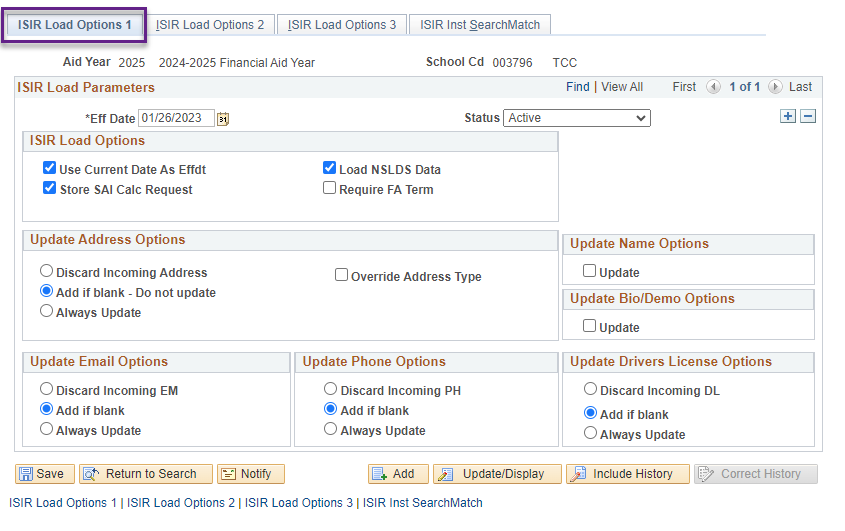 ISIR Load Options 1 ISIR Load Options 2 ISIR Load Options 3 ISIR Inst SearchMatch
Aid Year 2025 2024-2025 Financial Aid Year School Cd 003796 TCC
ISIR Load Parameters Find | View All First 1 of 1 Last
*Eff Date 01/26/2023 31 Status Active
ISIR Load Options
Use Current Date As Effdt Load NSLDS Data
Store SAI Calc Request Require FA Term
Update Address Options Update Name Options
Discard Incoming Address Override Address Type Update
Add if blank - Do not update
Always Update
Update Bio/Demo Options
Update
Update Email Options Update Phone Options Update Drivers License Options
Discard Incoming EM Discard Incoming PH Discard Incoming DL
Add if blank Add if blank Add if blank
Always Update Always Update Always Update
Save Return to Search Notify Add Update/Display Include History Correct History
ISIR Load Options 1 | ISIR Load Options 2 | ISIR Load Options 3 | ISIR Inst SearchMatch